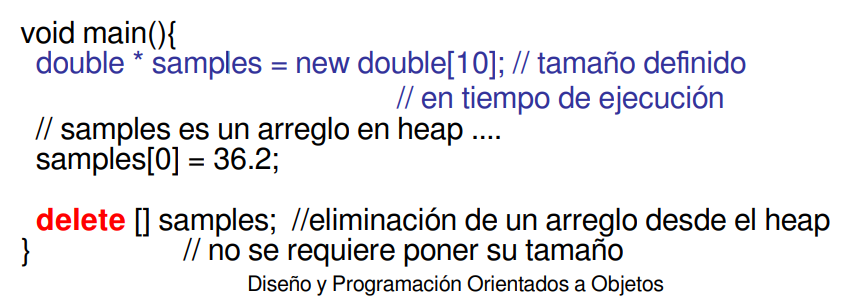 void main(){
double * samples = new double[10]; // tamaño definido
// en tiempo de ejecución
// samples es un arreglo en heap ....
samples[0] = 36.2;
delete [] samples; //eliminación de un arreglo desde el heap
} // no se requiere poner su tamaño
Diseño y Programación Orientados a Objetos